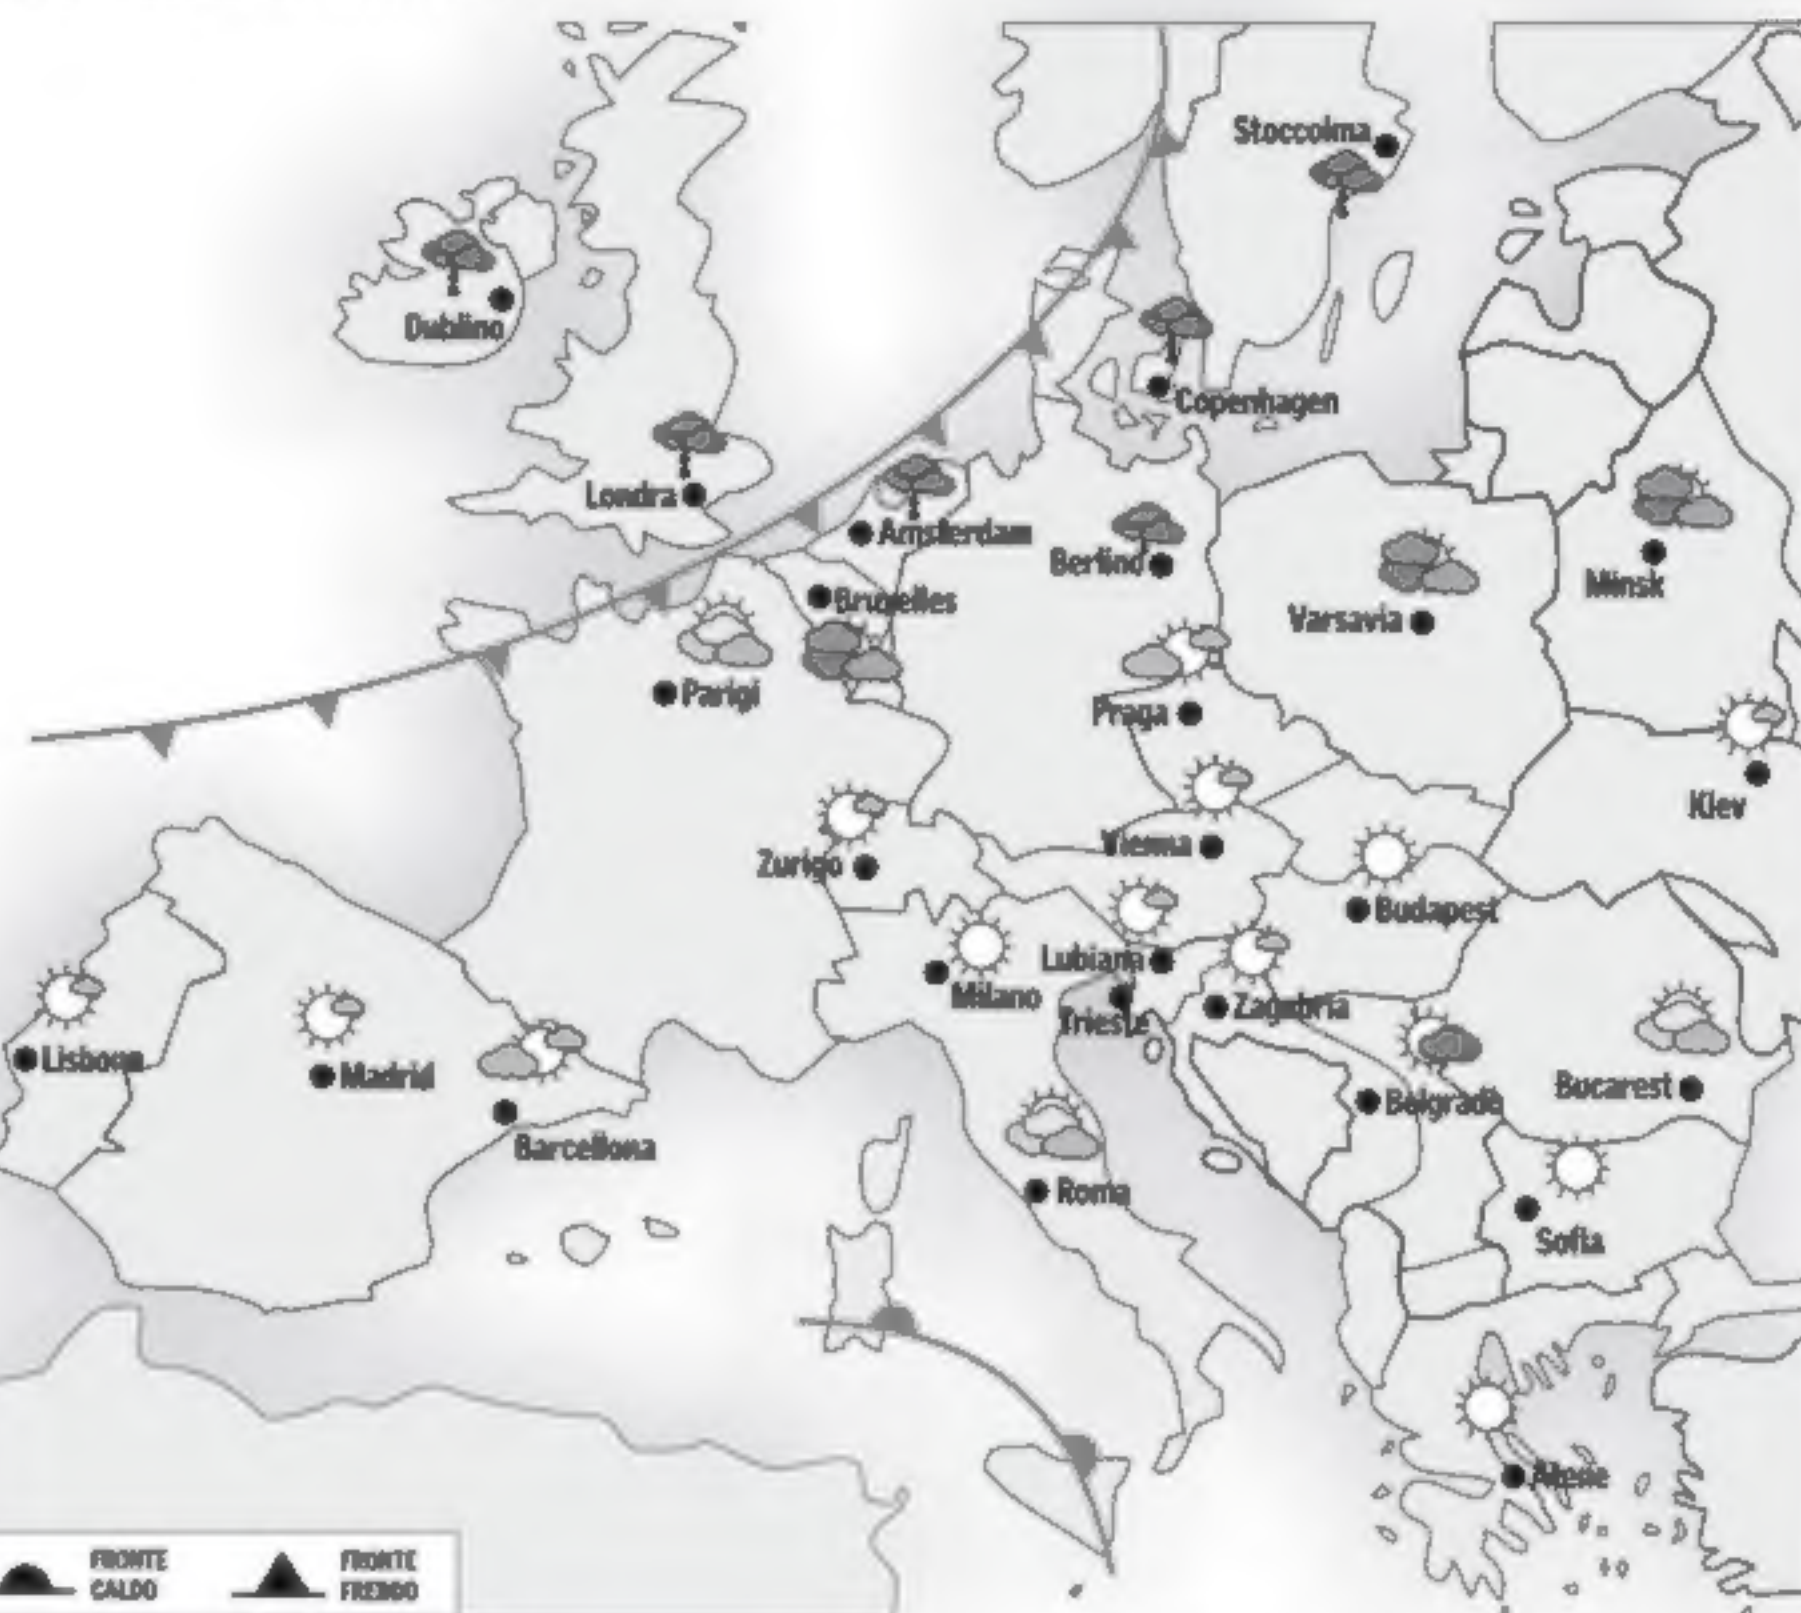 Stoccolma
Dublino
Copenhagen
Londra
Amsterdam
Berlino
Minsk
Bruxelles
Varsavia
Parigi
Praga
Kiev
Vienna
Zurigo
Budapest
Lubiana
Milano
Zagabria
Trieste
Lisbona
Madrid
Bucarest
Belgrado
Barcellona
Roma
Sofia
Atene
FRONTE
CALDO
FRONTE
FREDDO